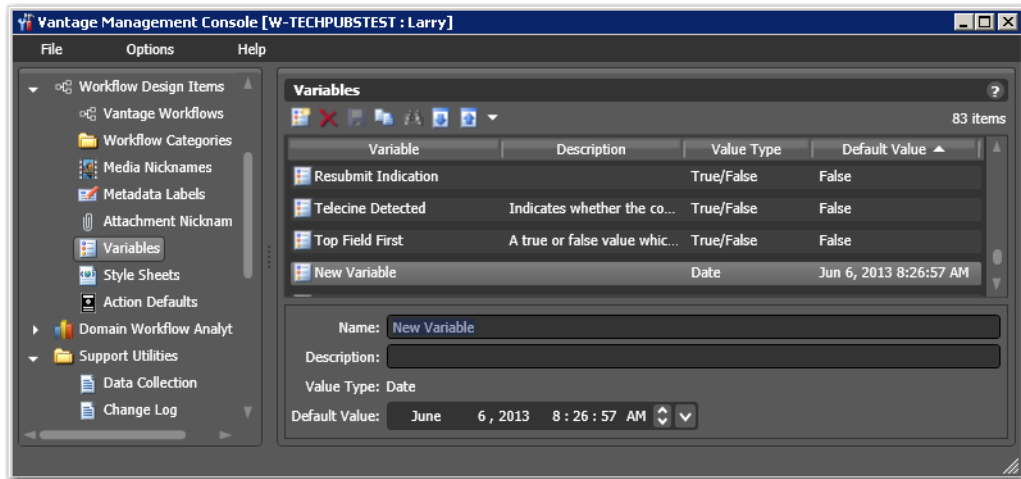 Vantage Management Console [W-TECHPUBSTEST : Larry]
File Options Help
Workflow Design Items
Vantage Workflows
Workflow Categories
Media Nicknames
Metadata Labels
Attachment Nicknam
Variables
Style Sheets
Action Defaults
Domain Workflow Analyt
Support Utilities
Data Collection
Change Log
Variables ?
83 items
Variable Description Value Type Default Value
Resubmit Indication True/False False
Telecine Detected Indicates whether the co... True/False False
Top Field First A true or false value whic... True/False False
New Variable Date Jun 6, 2013 8:26:57 AM
Name: New Variable
Description:
Value Type: Date
Default Value: June 6, 2013 8:26:57 AM